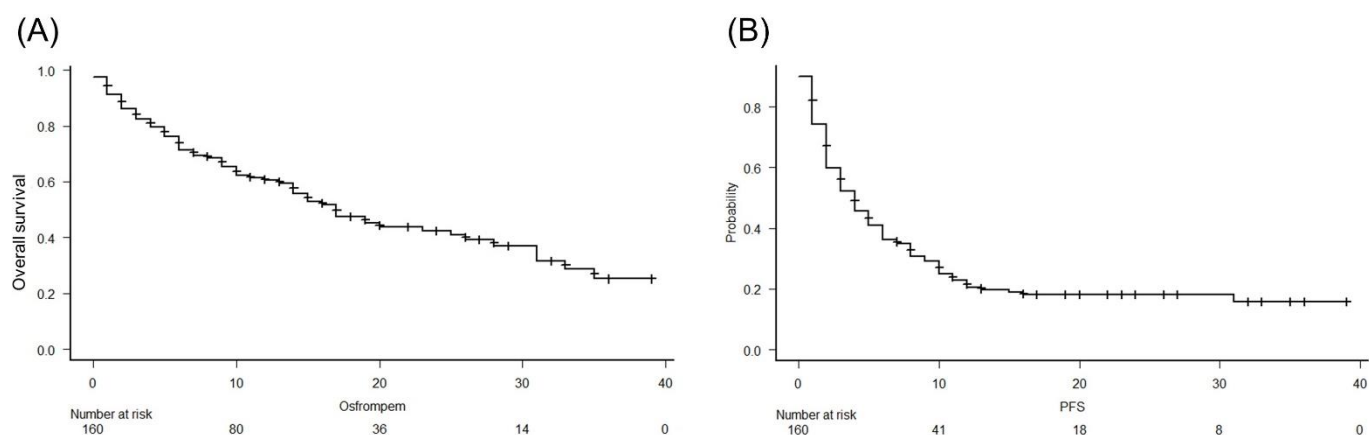 (A)
Overall survival
1.0
0.8
0.6
0.4
0.2
0.0
0 10 20 30 40
Osfrompem
Number at risk
160 80 36 14 0
(B)
Probability
0.8
0.6
0.4
0.2
0.0
0 10 20 30 40
PFS
Number at risk
160 41 18 8 0